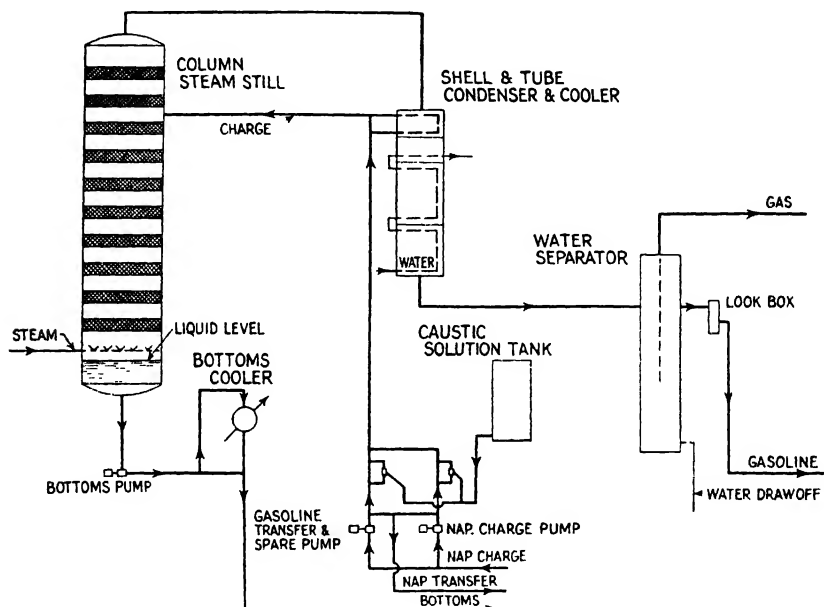 COLUMN
STEAM STILL
SHELL & TUBE
CONDENSER & COOLER
CHARGE
GAS
WATER
SEPARATOR
WATER
LOOK BOX
STEAM
LIQUID LEVEL
CAUSTIC
SOLUTION TANK
BOTTOMS
COOLER
BOTTOMS PUMP
GASOLINE
WATER DRAWOFF
GASOLINE
TRANSFER &
SPARE PUMP
NAP. CHARGE PUMP
NAP CHARGE
NAP TRANSFER
BOTTOMS